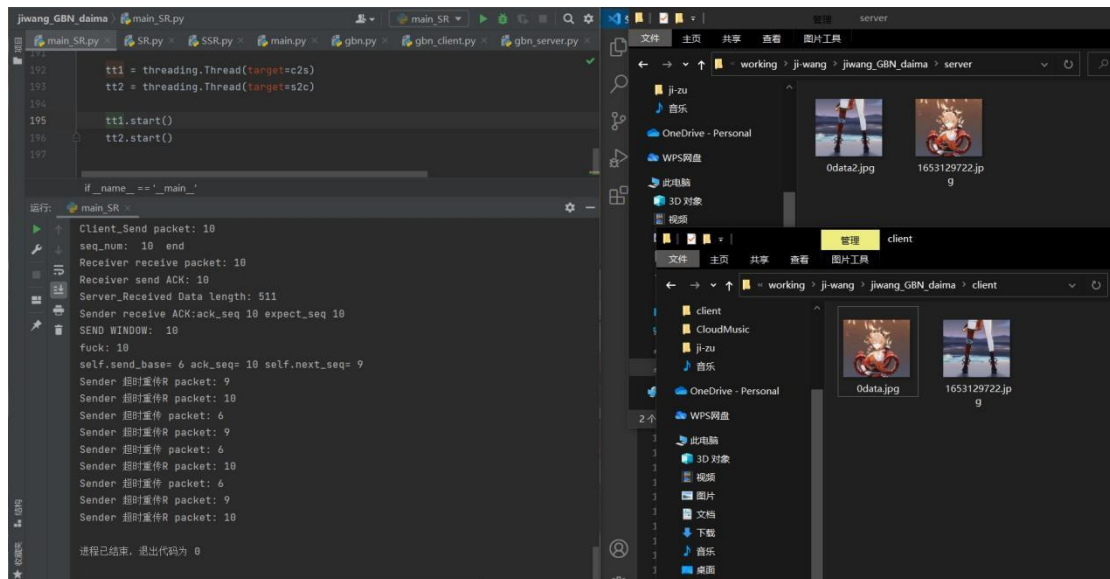 jiwang_GBN_daima main_SR.py
main_SR
main_SR.py SR.py SSR.py main.py gbn.py gbn_client.py gbn_server.py
191
192 tt1 = threading.Thread(target=c2s)
193 tt2 = threading.Thread(target=s2c)
194
195 tt1.start()
196 tt2.start()
197
if __name__ == '__main__'
运行: main_SR
Client_Send packet: 10
seq_num: 10 end
Receiver receive packet: 10
Receiver send ACK: 10
Server_Received Data length: 511
Sender receive ACK:ack_seq 10 expect_seq 10
SEND WINDOW: 10
fuck: 10
self.send_base= 6 ack_seq= 10 self.next_seq= 9
Sender 超时重传R packet: 9
Sender 超时重传R packet: 10
Sender 超时重传 packet: 6
Sender 超时重传R packet: 9
Sender 超时重传 packet: 6
Sender 超时重传R packet: 10
Sender 超时重传 packet: 6
Sender 超时重传R packet: 9
Sender 超时重传R packet: 10
进程已结束,退出代码为 0
项目
结构
收藏夹
管理 server
文件 主页 共享 查看 图片工具
working > ji-wang > jiwang_GBN_daima > server
ji-zu
音乐
OneDrive - Personal
WPS网盘
此电脑
3D 对象
视频
0data2.jpg
1653129722.jp
g
2 个
管理 client
文件 主页 共享 查看 图片工具
working > ji-wang > jiwang_GBN_daima > client
client
CloudMusic
ji-zu
音乐
OneDrive - Personal
WPS网盘
此电脑
3D 对象
视频
图片
文档
下载
音乐
桌面
0data.jpg
1653129722.jp
g